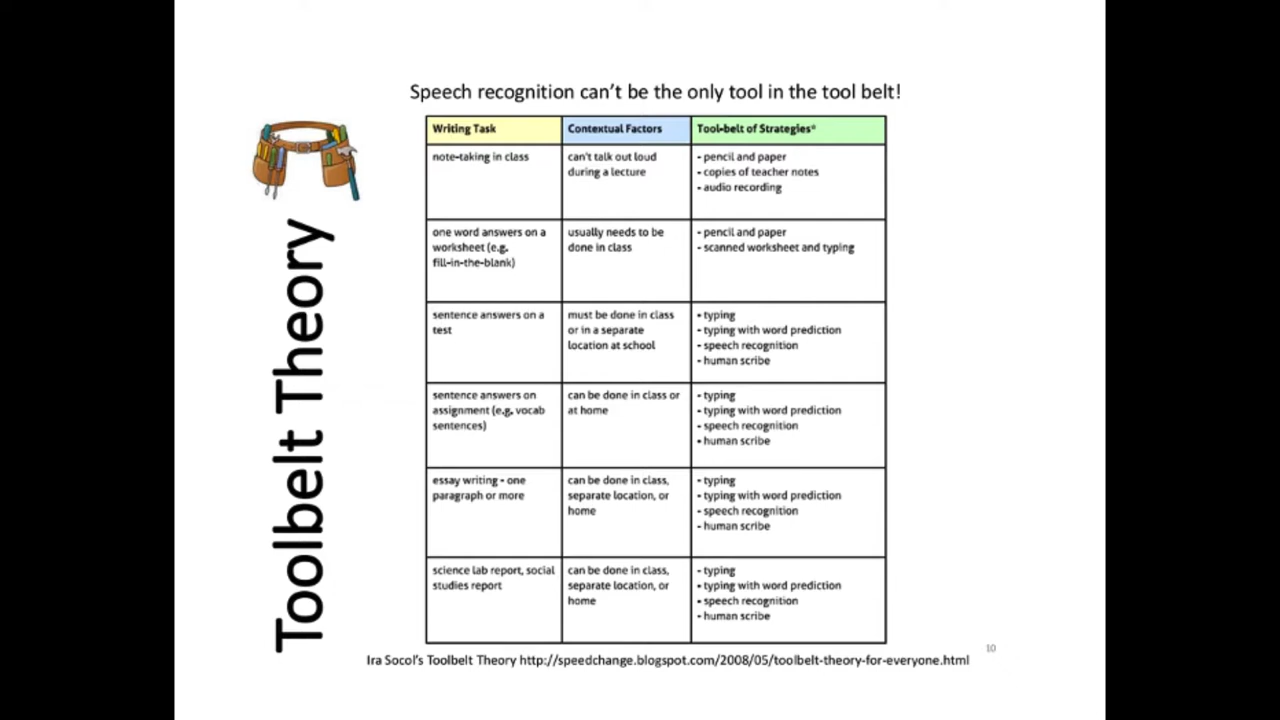 Speech recognition can't be the only tool in the tool belt!
Toolbelt Theory
Writing Task
Contextual Factors
Tool-belt of Strategies*
note-taking in class
can't talk out loud
during a lecture
- pencil and paper
- copies of teacher notes
- audio recording
one word answers on a
worksheet (e.g.
fill-in-the-blank)
usually needs to be
done in class
- pencil and paper
- scanned worksheet and typing
sentence answers on a
test
must be done in class
or in a separate
location at school
- typing
- typing with word prediction
- speech recognition
- human scribe
sentence answers on
assignment (e.g. vocab
sentences)
can be done in class or
at home
- typing
- typing with word prediction
- speech recognition
- human scribe
essay writing - one
paragraph or more
can be done in class,
separate location, or
home
- typing
- typing with word prediction
- speech recognition
- human scribe
science lab report, social
studies report
can be done in class,
separate location, or
home
- typing
- typing with word prediction
- speech recognition
- human scribe
10
Ira Socol's Toolbelt Theory http://speedchange.blogspot.com/2008/05/toolbelt-theory-for-everyone.html